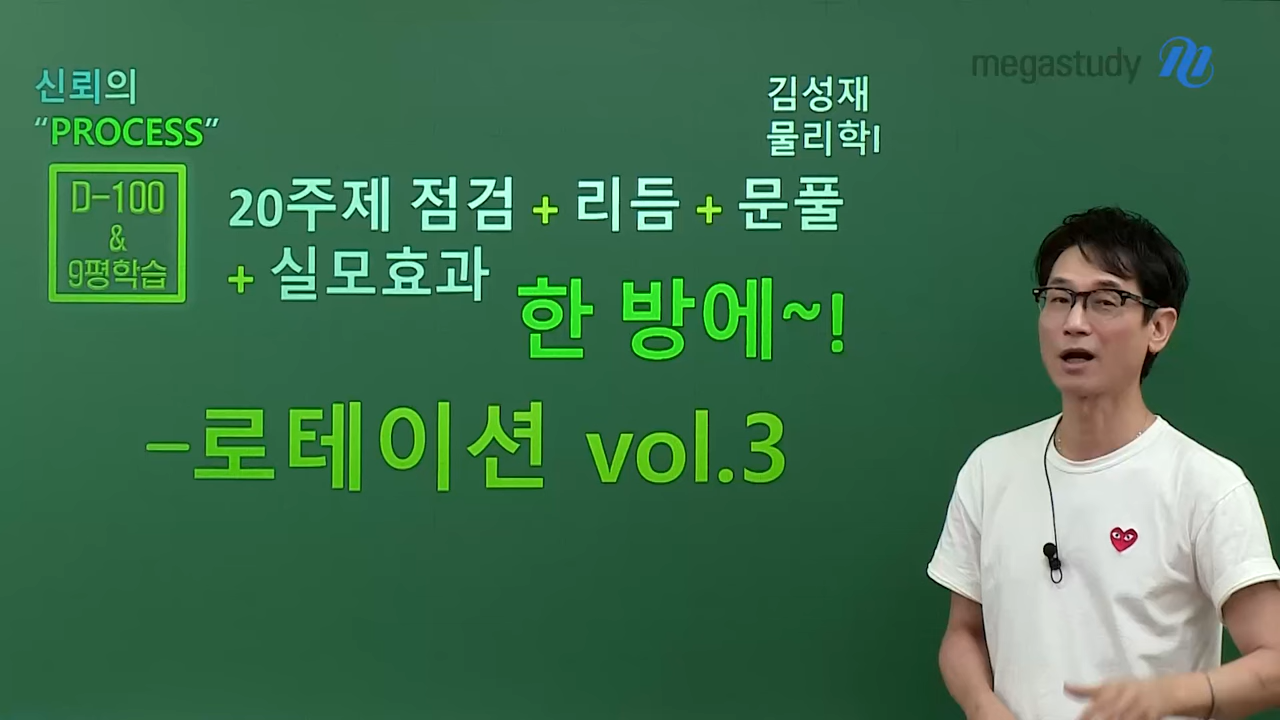 megastudy
신뢰의
“PROCESS”
김성재
물리학I
D-100
&
9평학습
20주제 점검 + 리듬 + 문풀
+ 실모효과
한 방에~!
-로테이션 vol.3